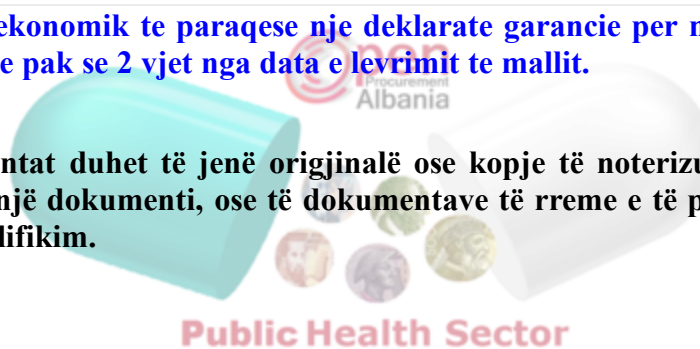 ekonomik te paraqese nje deklarate garancie per
e pak se 2 vjet nga data e levrimit te mallit.
Open
Procurement
Albania
ntat duhet të jenë origjinalë ose kopje të noterizu
një dokumenti, ose të dokumentave të rreme e të p
lifikim.
Public Health Sector